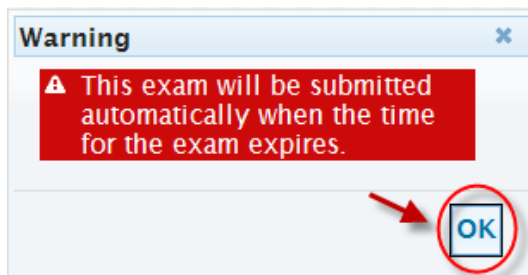 Warning
This exam will be submitted
automatically when the time
for the exam expires.
OK